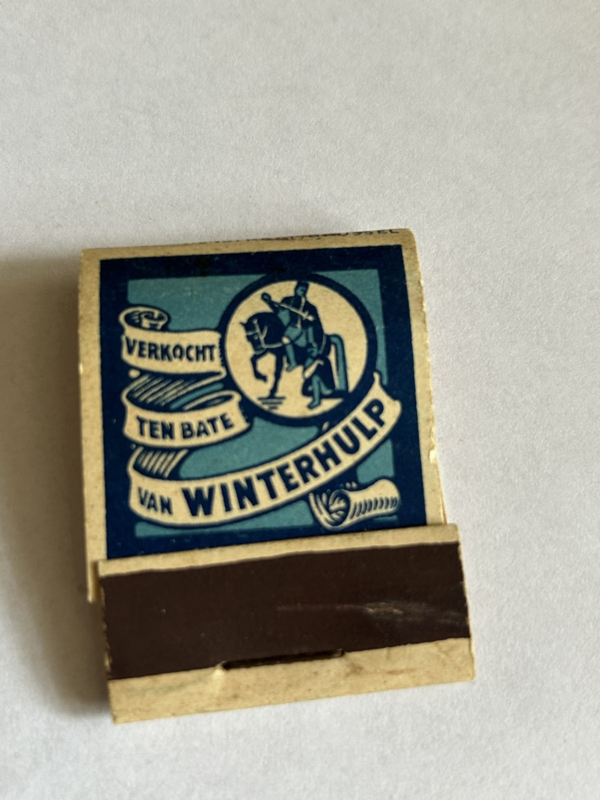 VERKOCHT
TEN BATE
VAN WINTERHULP